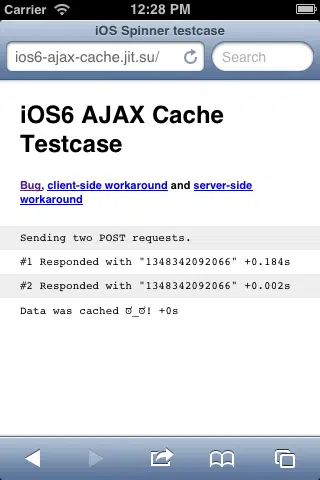 Carrier 12:28 PM
iOS Spinner testcase
ios6-ajax-cache.jit.su/ Search
iOS6 AJAX Cache
Testcase
Bug, client-side workaround and server-side
workaround
Sending two POST requests.
#1 Responded with "1348342092066" +0.184s
#2 Responded with "1348342092066" +0.002s
Data was cached ಠ_ಠ! +0s